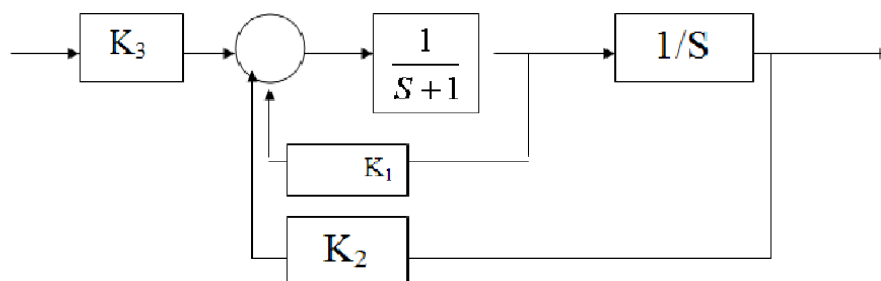 K₃
1
S + 1
1/S
K₁
K₂